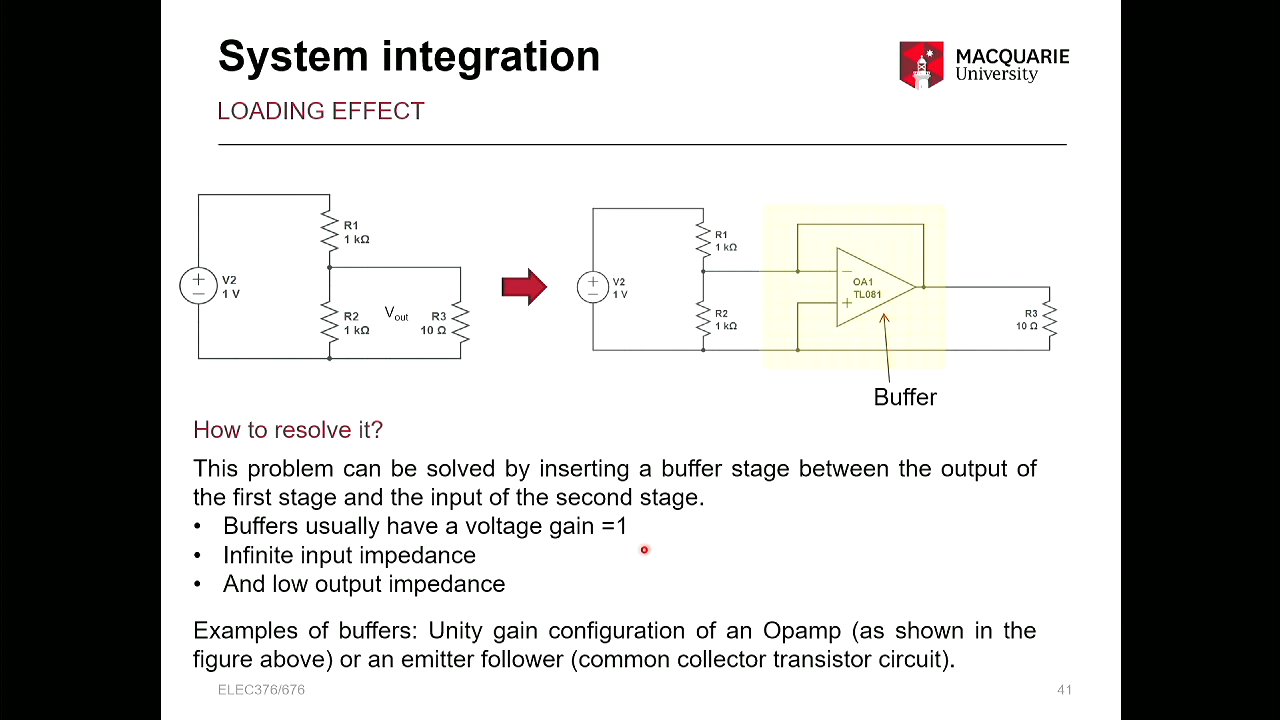 System integration
MACQUARIE
University
LOADING EFFECT
R1
1 kΩ
V2
1 V
R2
1 kΩ
Vout
R3
10 Ω
R1
1 kΩ
V2
1 V
R2
1 kΩ
OA1
TL081
R3
10 Ω
Buffer
How to resolve it?
This problem can be solved by inserting a buffer stage between the output of
the first stage and the input of the second stage.
• Buffers usually have a voltage gain =1
• Infinite input impedance
• And low output impedance
Examples of buffers: Unity gain configuration of an Opamp (as shown in the
figure above) or an emitter follower (common collector transistor circuit).
ELEC376/676
41